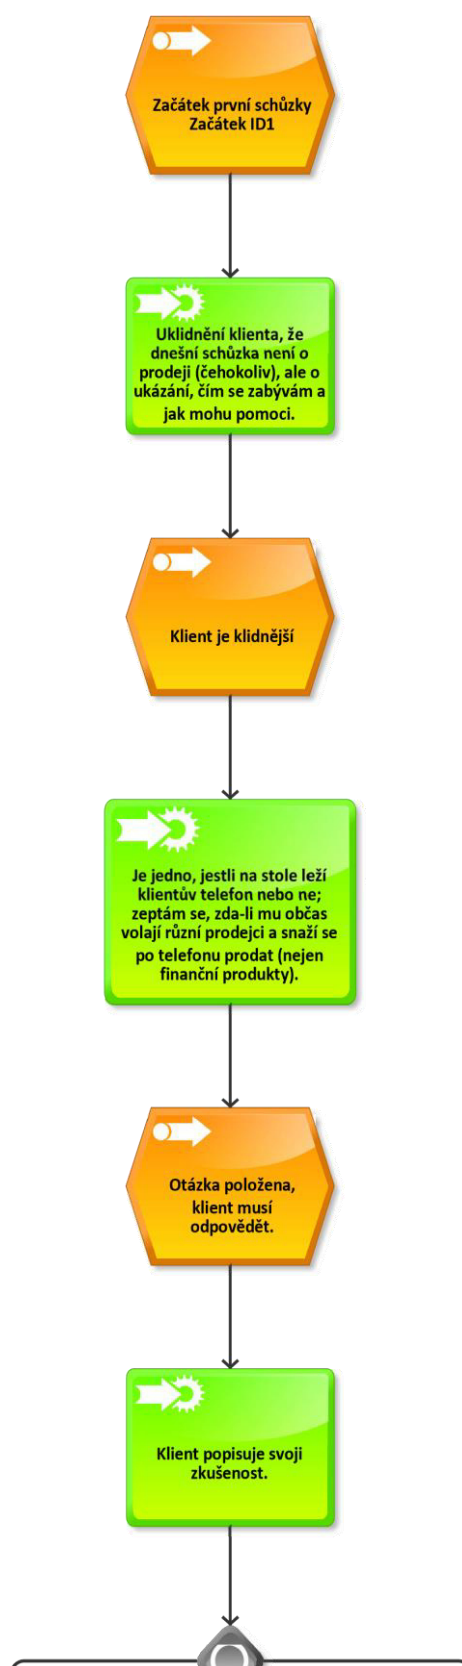 Začátek první schůzky
Začátek ID1
Uklidnění klienta, že
dnešní schůzka není o
prodeji (čehokoliv), ale o
ukázání, čím se zabývám a
jak mohu pomoci.
Klient je klidnější
Je jedno, jestli na stole leží
klientův telefon nebo ne;
zeptám se, zda-li mu občas
volají různí prodejci a snaží se
po telefonu prodat (nejen
finanční produkty).
Otázka položena,
klient musí
odpovědět.
Klient popisuje svoji
zkušenost.